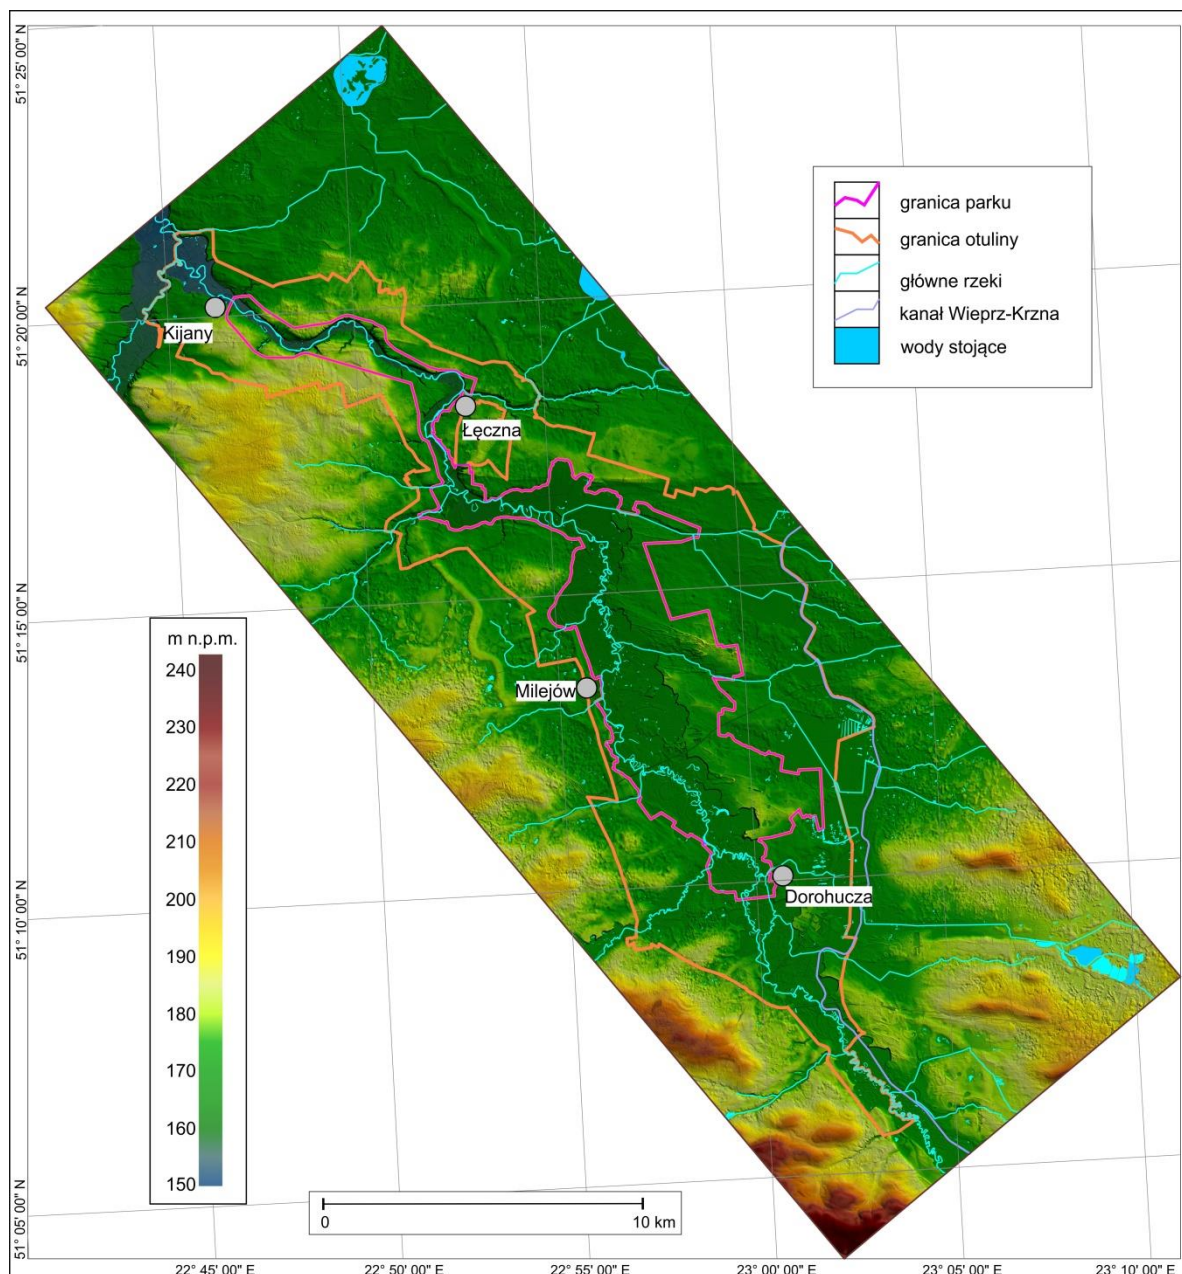 51° 25' 00" N
51° 20' 00" N
51° 15' 00" N
51° 10' 00" N
51° 05' 00" N
granica parku
granica otuliny
główne rzeki
kanał Wieprz-Krzna
wody stojące
Kijany
Łęczna
Milejów
Dorohucza
m n.p.m.
240
230
220
210
200
190
180
170
160
150
0 10 km
22° 45' 00" E 22° 50' 00" E 22° 55' 00" E 23° 00' 00" E 23° 05' 00" E 23° 10' 00" E